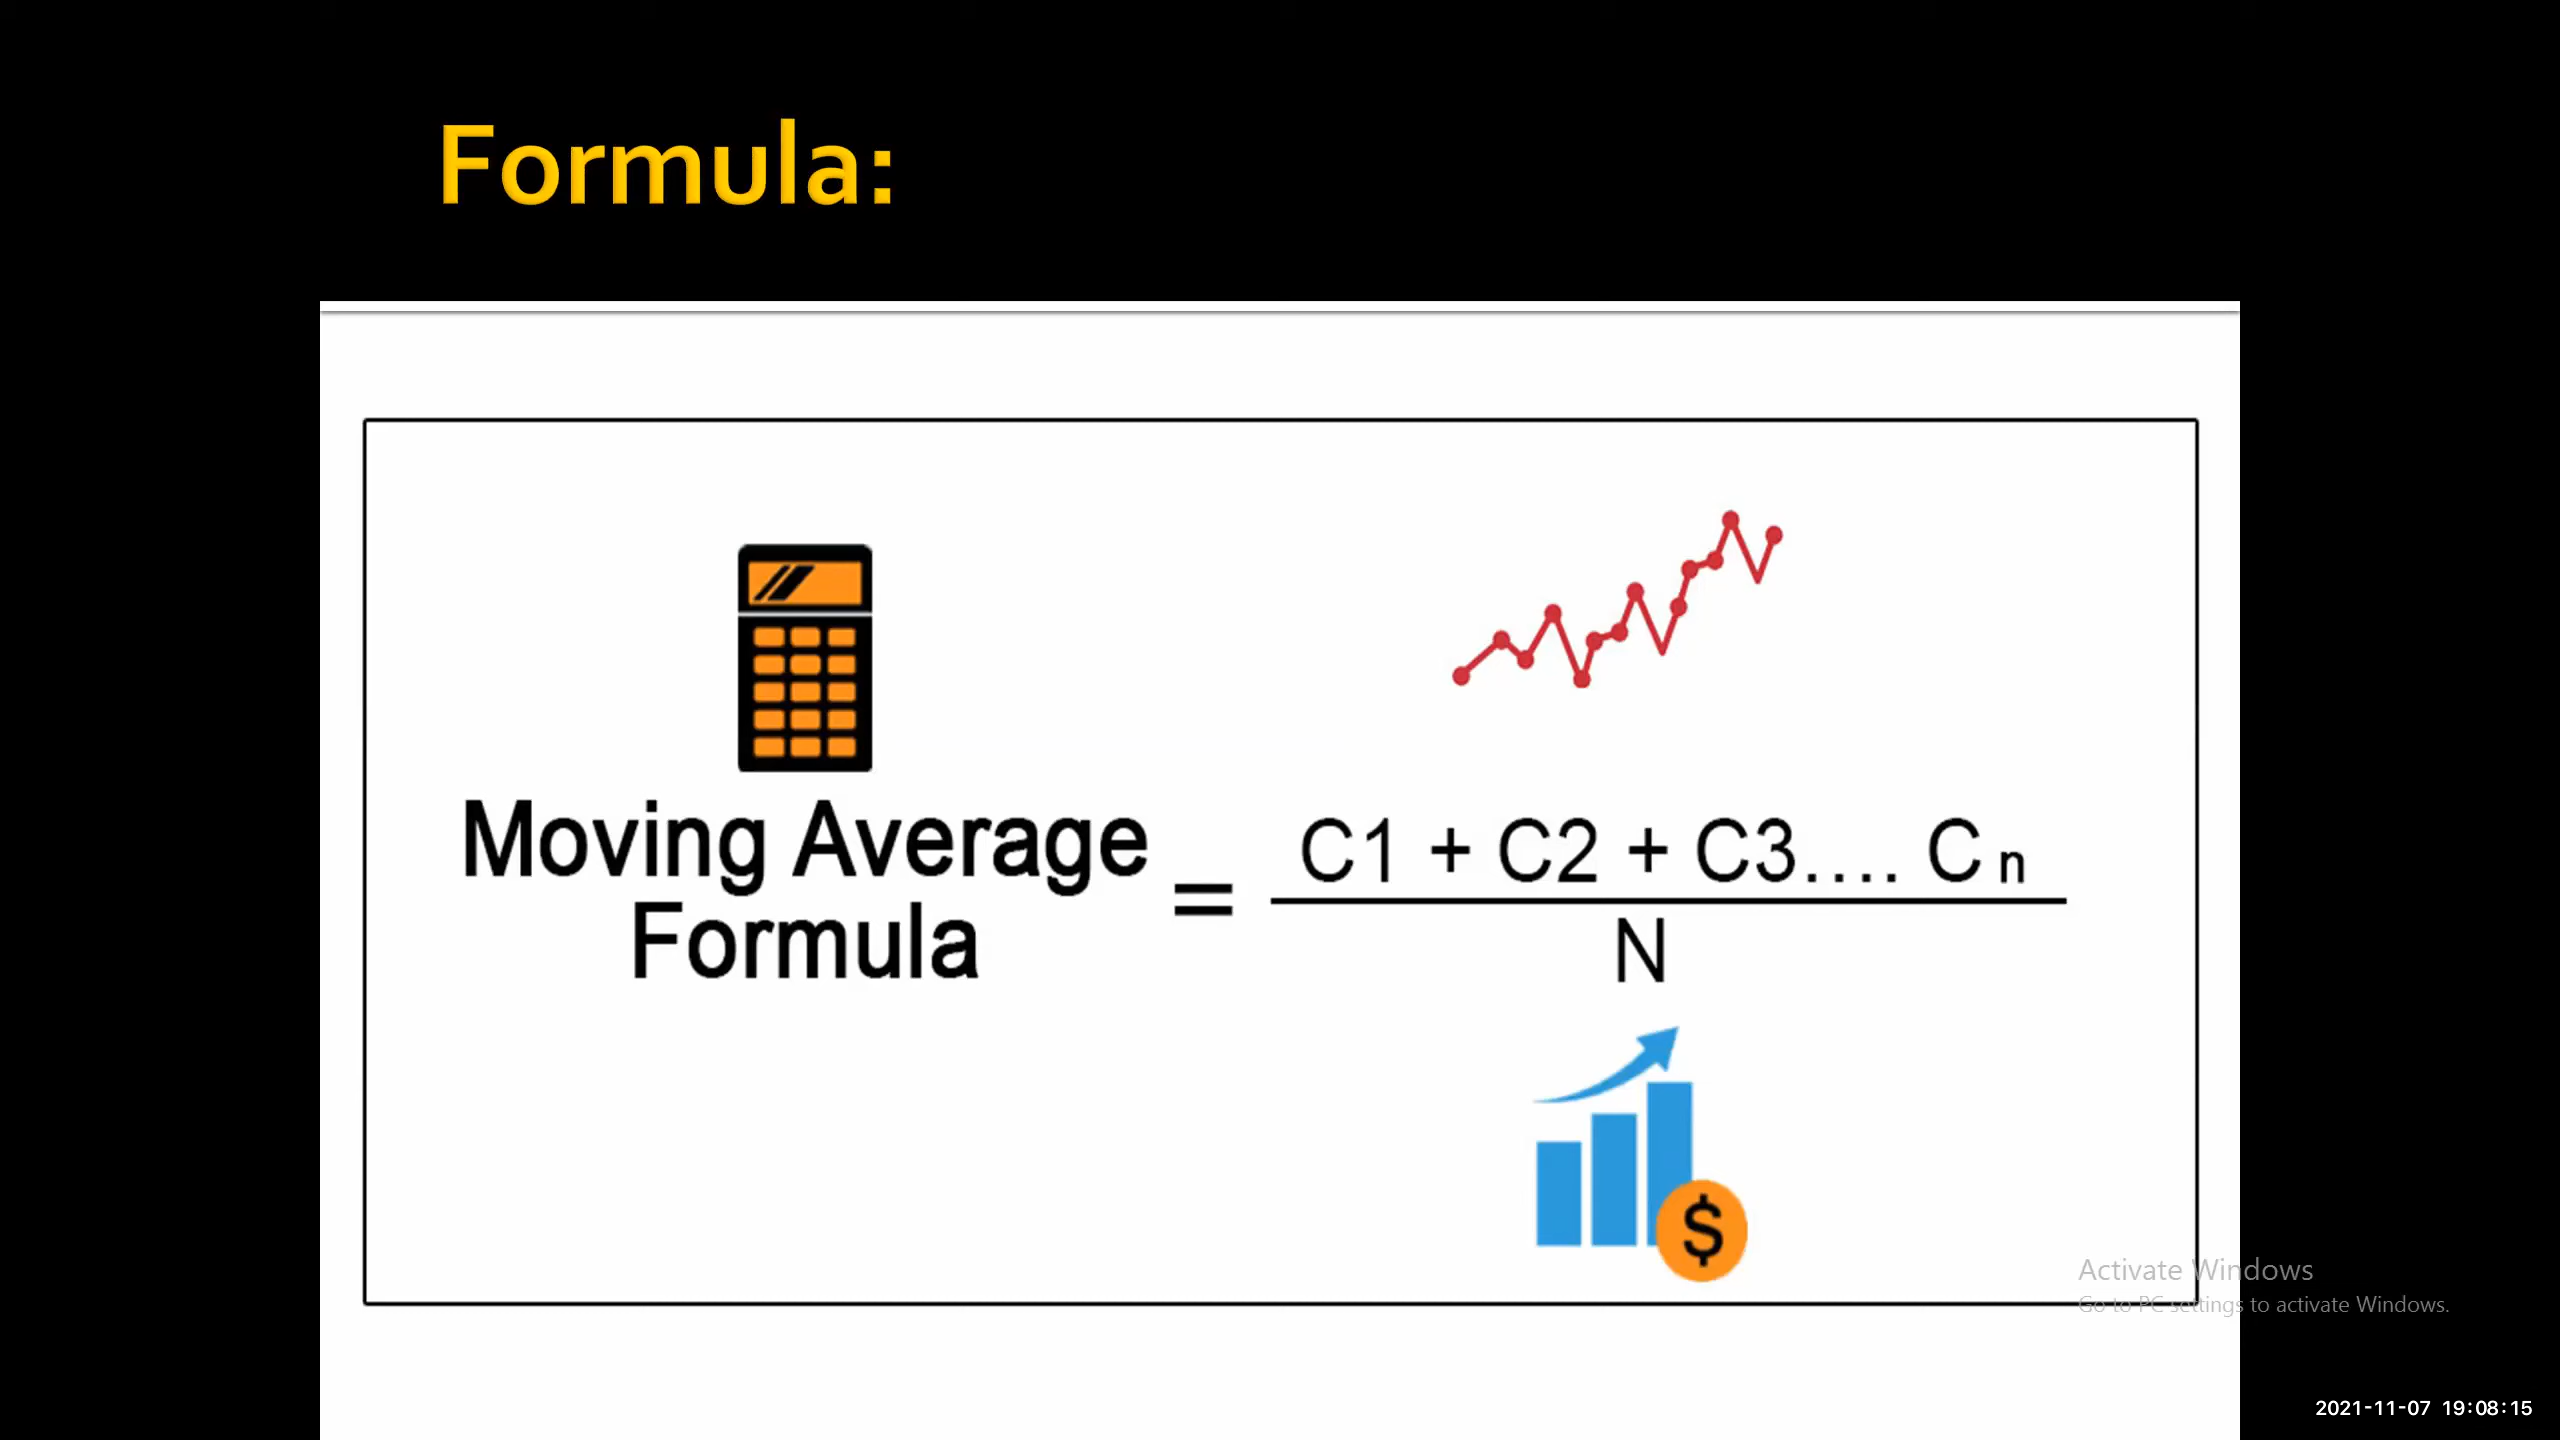 Formula:
Moving Average
Formula
=
C1 + C2 + C3.... Cn
N
$
Activate Windows
Go to PC settings to activate Windows.
2021-11-07 19:08:15